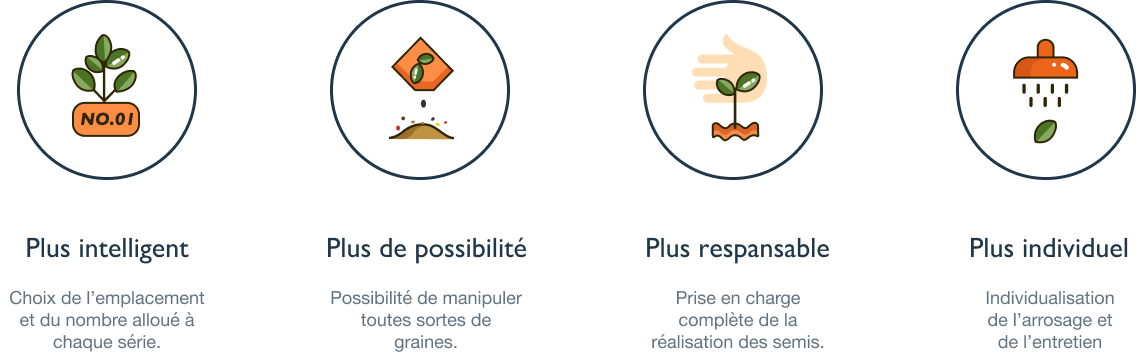 NO.01
Plus intelligent
Choix de l’emplacement
et du nombre alloué à
chaque série.
Plus de possibilité
Possibilité de manipuler
toutes sortes de
graines.
Plus respansable
Prise en charge
complète de la
réalisation des semis.
Plus individuel
Individualisation
de l’arrosage et
de l’entretien